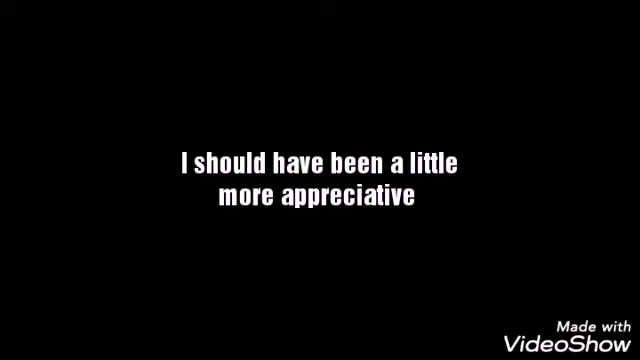 I should have been a little
more appreciative
Made with
VideoShow